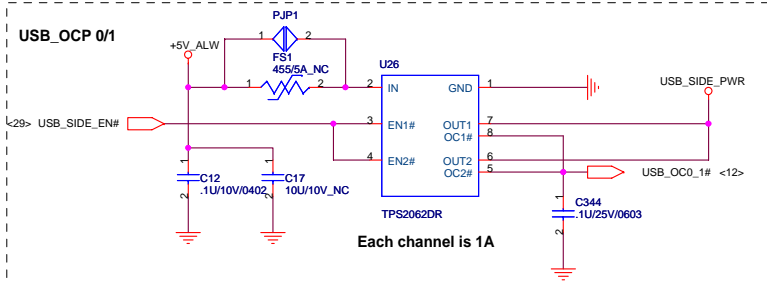 USB_OCP 0/1
PJP1
1 2
+5V_ALW
FS1
455/5A_NC
1 2
U26
2 IN GND 1
USB_SIDE_PWR
<29> USB_SIDE_EN#
3 EN1# OUT1 7
OC1# 8
4 EN2# OUT2 6
OC2# 5
USB_OC0_1# <12>
1 1
C12 C17
.1U/10V/0402 10U/10V_NC
2 2
TPS2062DR
1
C344
.1U/25V/0603
2
Each channel is 1A